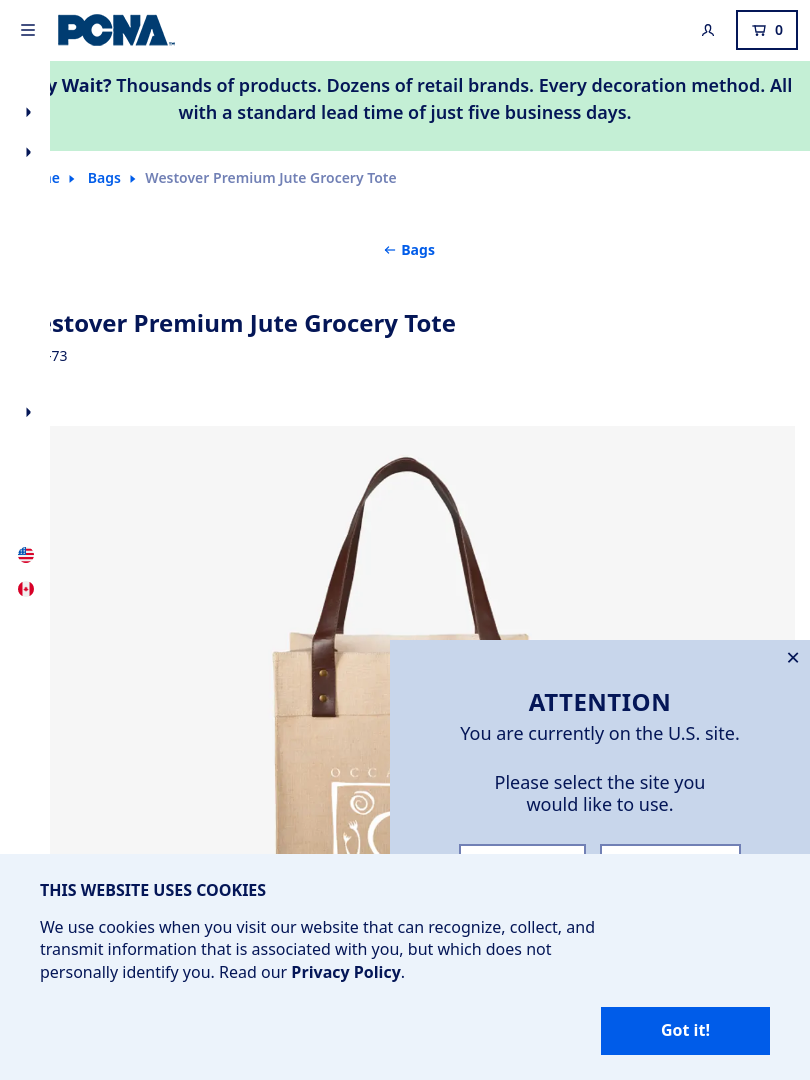 PCNA
0
Wait? Thousands of products. Dozens of retail brands. Every decoration method. All
with a standard lead time of just five business days.
Bags
Westover Premium Jute Grocery Tote
← Bags
Westover Premium Jute Grocery Tote
-73
ATTENTION
You are currently on the U.S. site.
Please select the site you
would like to use.
THIS WEBSITE USES COOKIES
We use cookies when you visit our website that can recognize, collect, and
transmit information that is associated with you, but which does not
personally identify you. Read our Privacy Policy.
Got it!